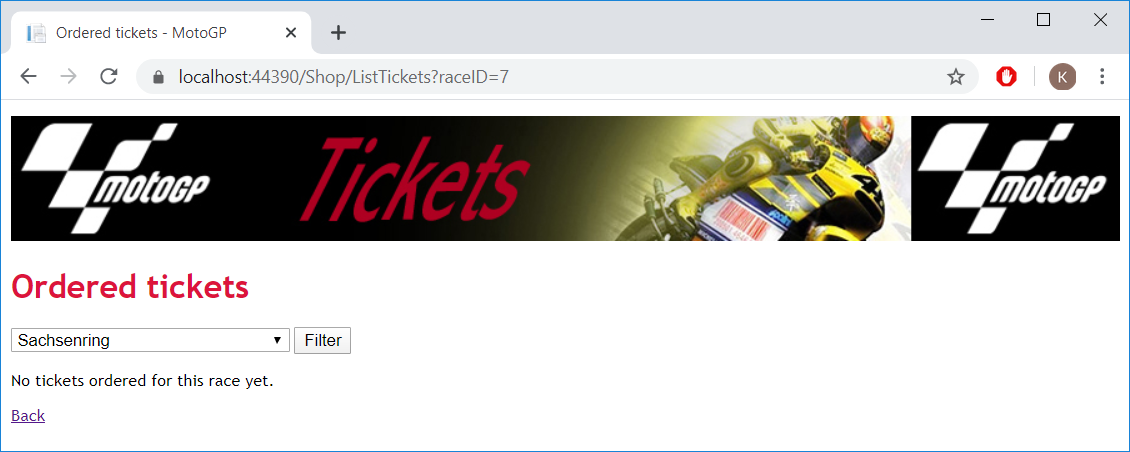 Ordered tickets - MotoGP
localhost:44390/Shop/ListTickets?raceID=7
K
motoGP Tickets motoGP
Ordered tickets
Sachsenring Filter
No tickets ordered for this race yet.
Back